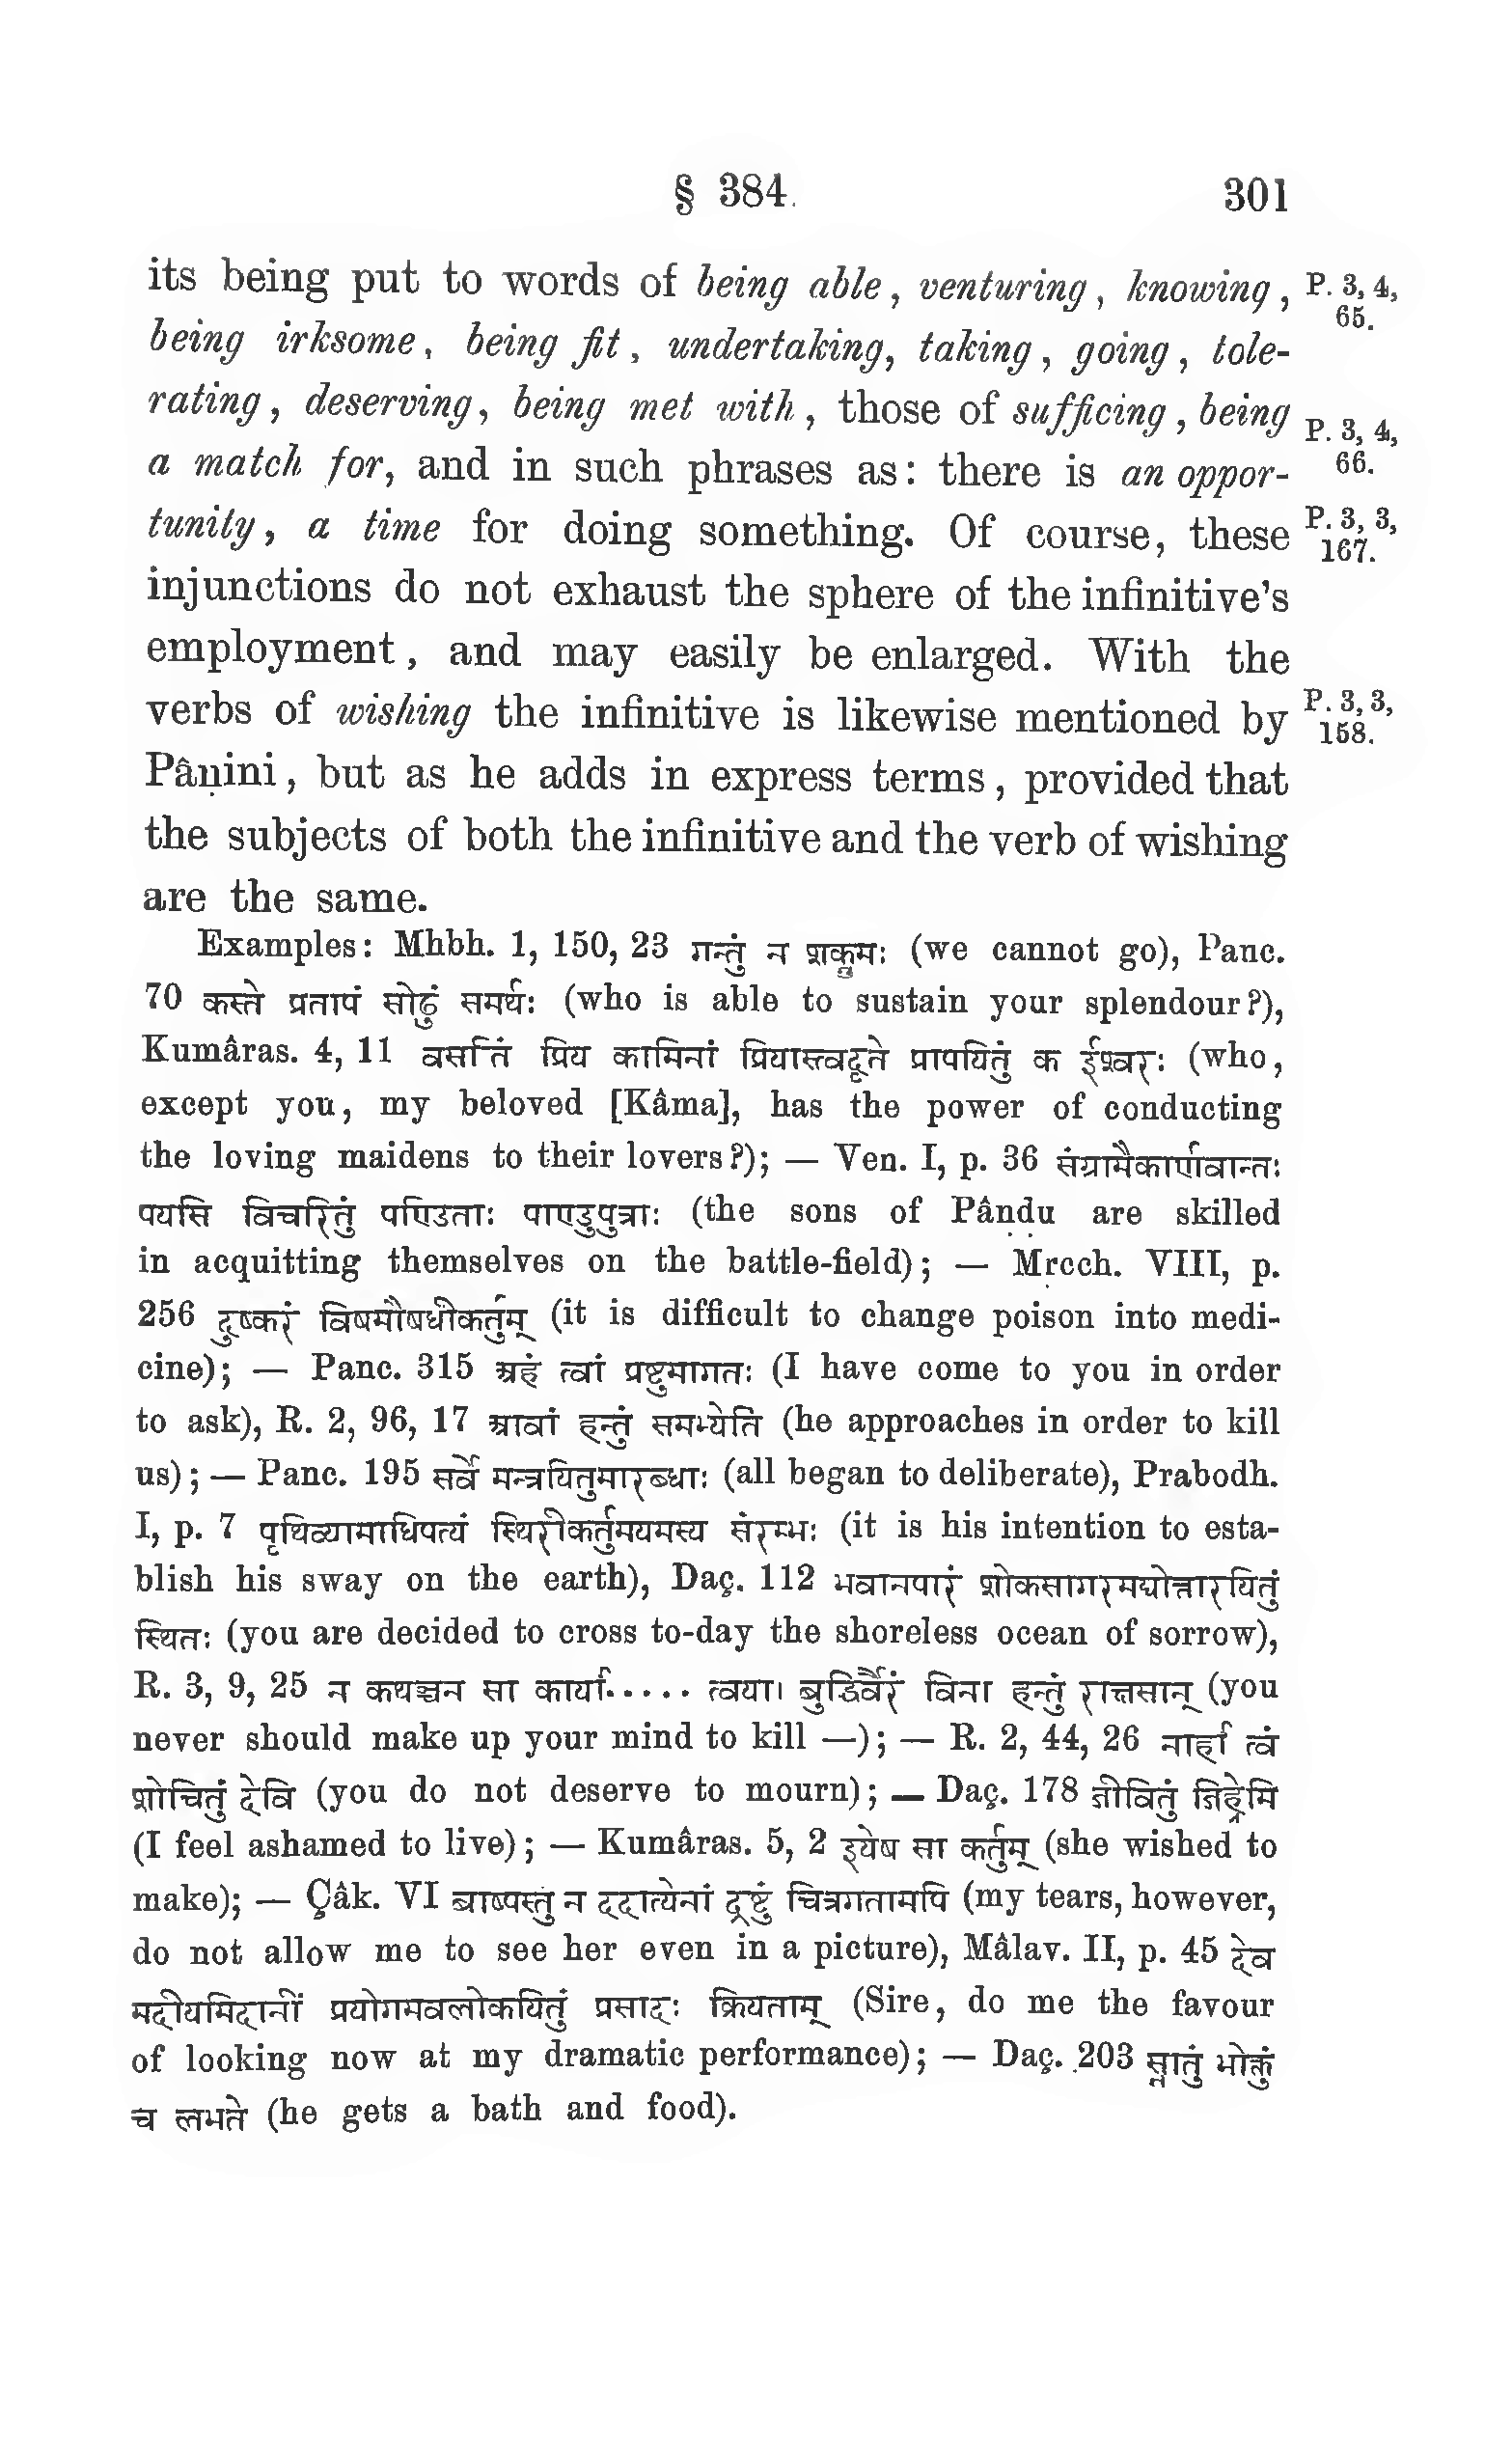 § 384. 301
its being put to words of being able, venturing, knowing, P. 3, 4,
65.
being irksome, being fit, undertaking, taking, going, tole-
rating, deserving, being met with, those of sufficing, being P. 3, 4,
a match for, and in such phrases as: there is an oppor- 66.
tunity, a time for doing something. Of course, these P. 3, 3,
167.
injunctions do not exhaust the sphere of the infinitive's
employment, and may easily be enlarged. With the
verbs of wishing the infinitive is likewise mentioned by P. 3, 3,
158.
Pâṇini, but as he adds in express terms, provided that
the subjects of both the infinitive and the verb of wishing
are the same.
Examples: Mhbh. 1, 150, 23 गन्तुं न शक्नुमः (we cannot go), Panc.
70 कस्ते प्रतापं सोढुं समर्थः (who is able to sustain your splendour?),
Kumâras. 4, 11 वसतिं प्रिय कामिनां प्रियास्त्वदृते प्रापयितुं क ईश्वरः (who,
except you, my beloved [Kâma], has the power of conducting
the loving maidens to their lovers?); — Ven. I, p. 36 संग्रामैकार्णवान्तः
पयसि विचरितुं पण्डिताः पाण्डुपुत्राः (the sons of Pâṇḍu are skilled
in acquitting themselves on the battle-field); — Mṛcch. VIII, p.
256 दुष्करं विषमौषधीकर्तुम् (it is difficult to change poison into medi-
cine); — Panc. 315 अहं त्वां प्रष्टुमागतः (I have come to you in order
to ask), R. 2, 96, 17 आवां हन्तुं समभ्येति (he approaches in order to kill
us); — Panc. 195 सर्वे मन्त्रयितुमारब्धाः (all began to deliberate), Prabodh.
I, p. 7 पृथिव्यामाधिपत्यं स्थिरीकर्तुमयमस्य संरम्भः (it is his intention to esta-
blish his sway on the earth), Daç. 112 भवानपारं शोकसागरमद्योत्तारयितुं
स्थितः (you are decided to cross to-day the shoreless ocean of sorrow),
R. 3, 9, 25 न कथञ्चन सा कार्या..... त्वया। बुद्धिर्वैरं विना हन्तुं राक्षसान् (you
never should make up your mind to kill —); — R. 2, 44, 26 नार्हा त्वं
शोचितुं देवि (you do not deserve to mourn); — Daç. 178 जीवितुं जिह्रेमि
(I feel ashamed to live); — Kumâras. 5, 2 इयेष सा कर्तुम् (she wished to
make); — Çâk. VI बाष्पस्तु न ददात्येनां द्रष्टुं चित्रगतामपि (my tears, however,
do not allow me to see her even in a picture), Mâlav. II, p. 45 देव
मदीयमिदानीं प्रयोगमवलोकयितुं प्रसादः क्रियताम् (Sire, do me the favour
of looking now at my dramatic performance); — Daç. 203 स्नातुं भोक्तुं
च लभते (he gets a bath and food).